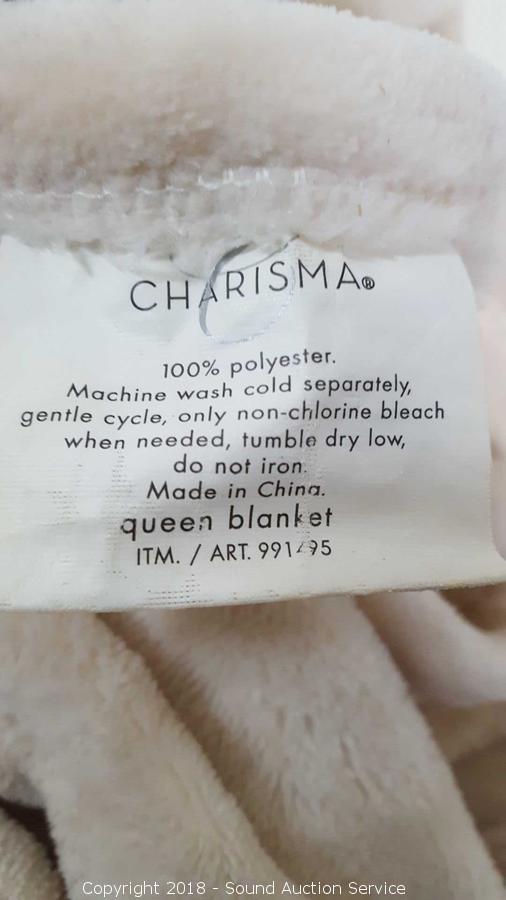 CHARISMA®
100% polyester.
Machine wash cold separately,
gentle cycle, only non-chlorine bleach
when needed, tumble dry low,
do not iron.
Made in China.
queen blanket
ITM. / ART.
Copyright 2018 - Sound Auction Service